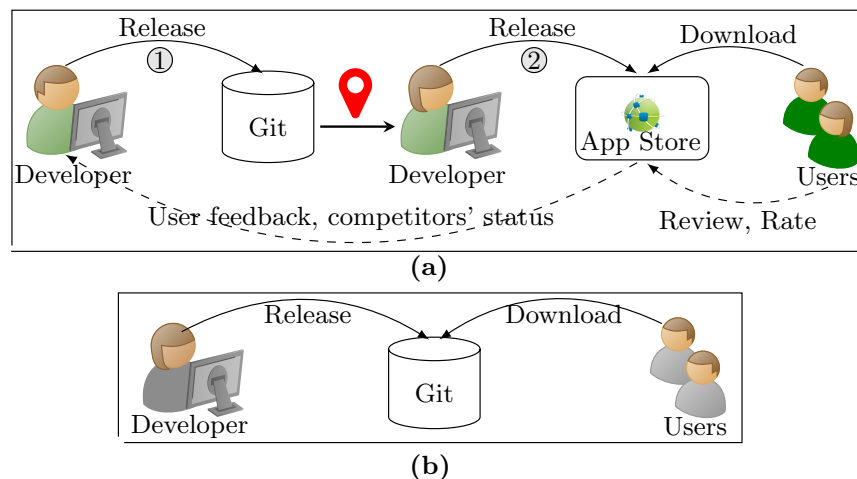 Release
1
Release
2
Download
Git
App Store
Developer
Developer
Users
User feedback, competitors' status
Review, Rate
(a)
Release
Download
Git
Developer
Users
(b)